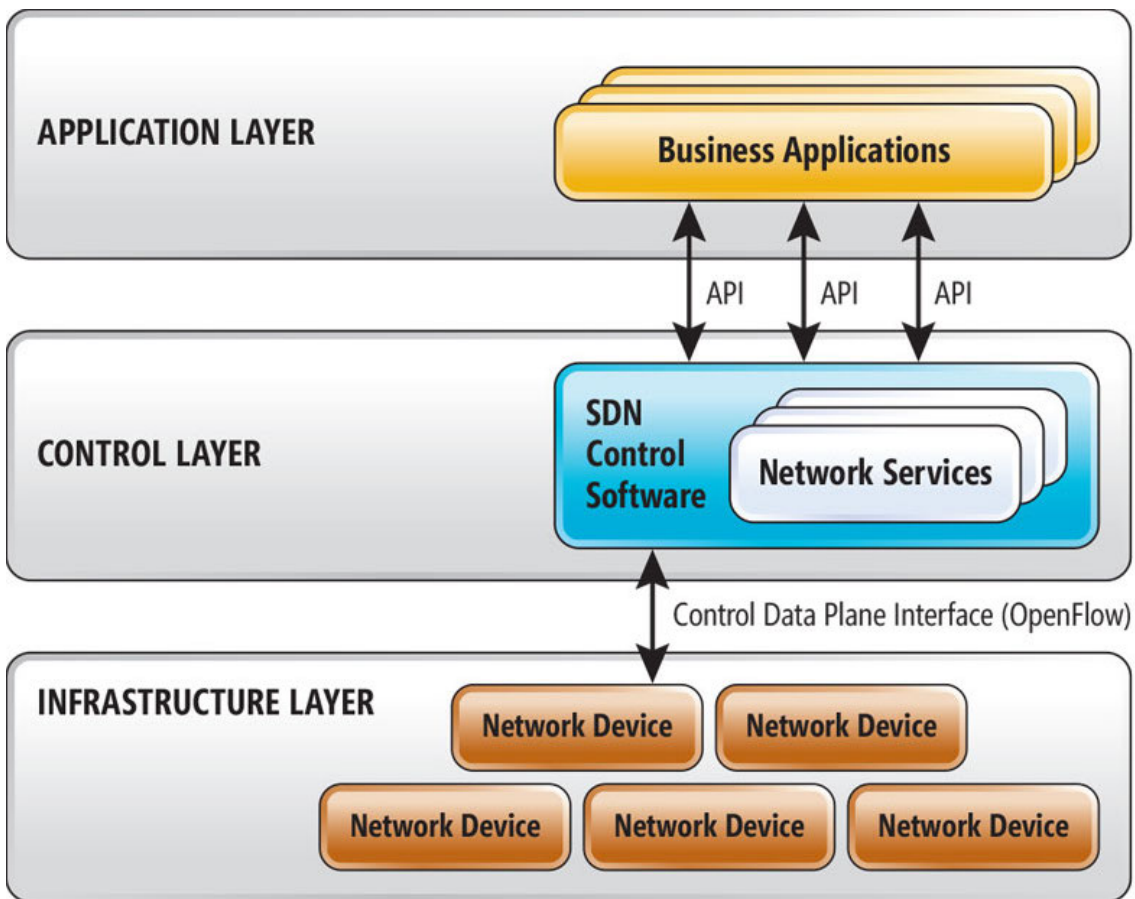 APPLICATION LAYER
Business Applications
API
API
API
CONTROL LAYER
SDN
Control
Software
Network Services
Control Data Plane Interface (OpenFlow)
INFRASTRUCTURE LAYER
Network Device
Network Device
Network Device
Network Device
Network Device